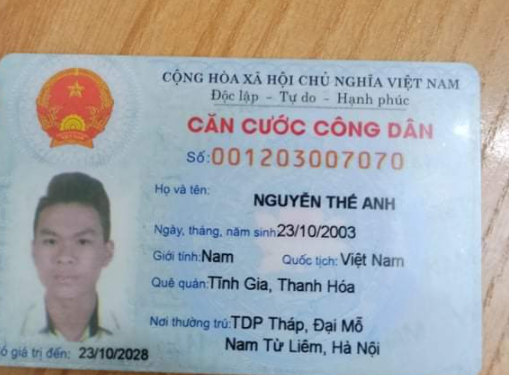 CỘNG HÒA XÃ HỘI CHỦ NGHĨA VIỆT NAM
Độc lập - Tự do - Hạnh phúc
CĂN CƯỚC CÔNG DÂN
Số: 001203007070
Họ và tên:
NGUYỄN THẾ ANH
Ngày, tháng, năm sinh 23/10/2003
Giới tính: Nam Quốc tịch: Việt Nam
Quê quán: Tĩnh Gia, Thanh Hóa
Nơi thường trú: TDP Tháp, Đại Mỗ
Nam Từ Liêm, Hà Nội
ó giá trị đến: 23/10/2028